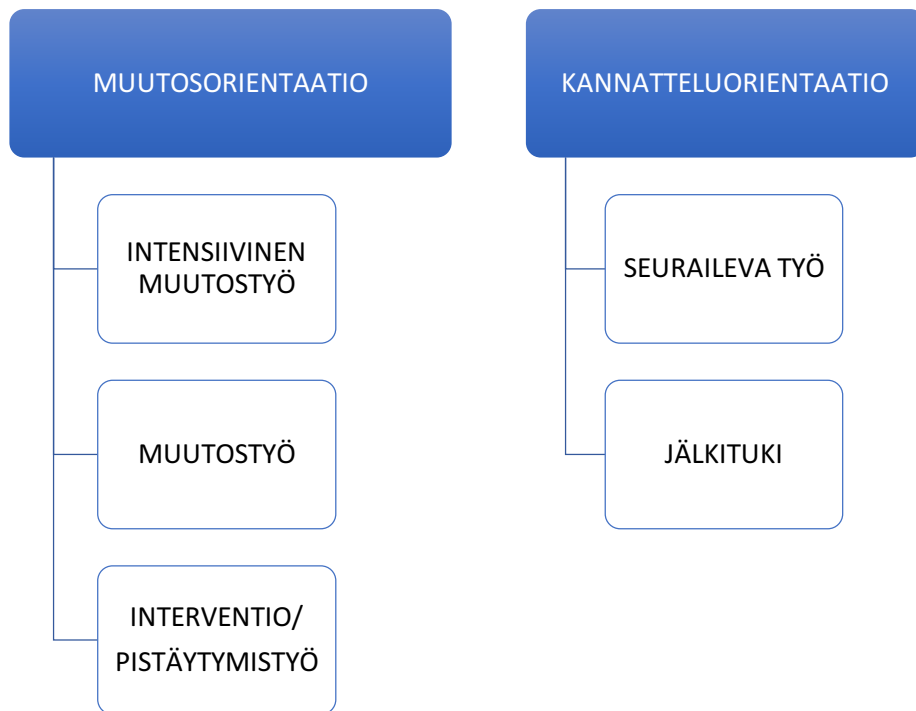 MUUTOSORIENTAATIO
INTENSIIVINEN
MUUTOSTYÖ
MUUTOSTYÖ
INTERVENTIO/
PISTÄYTYMISTYÖ
KANNATTELUORIENTAATIO
SEURAILEVA TYÖ
JÄLKITUKI